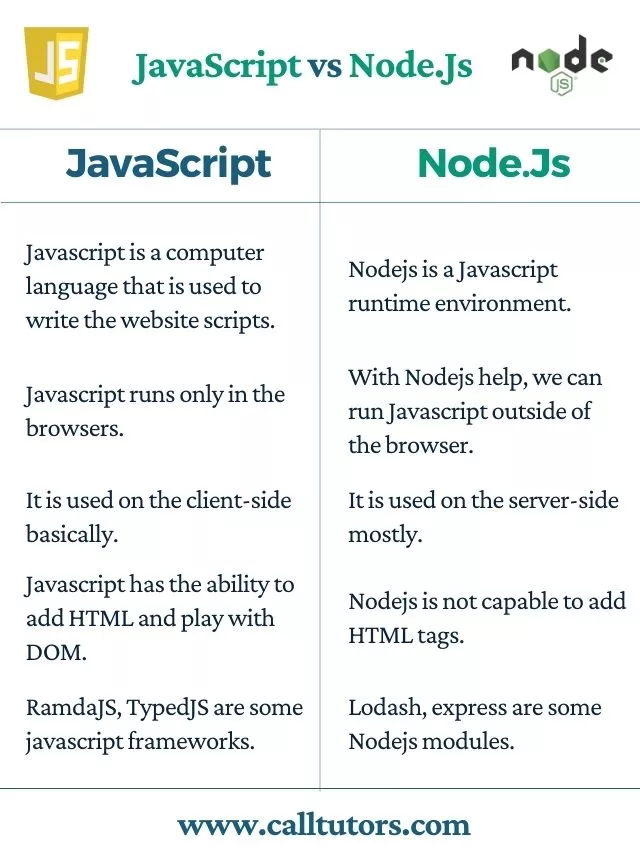 JS
JavaScript vs Node.Js
node
JS
JavaScript
Node.Js
Javascript is a computer
language that is used to
write the website scripts.
Nodejs is a Javascript
runtime environment.
Javascript runs only in the
browsers.
With Nodejs help, we can
run Javascript outside of
the browser.
It is used on the client-side
basically.
It is used on the server-side
mostly.
Javascript has the ability to
add HTML and play with
DOM.
Nodejs is not capable to add
HTML tags.
RamdaJS, TypedJS are some
javascript frameworks.
Lodash, express are some
Nodejs modules.
www.calltutors.com